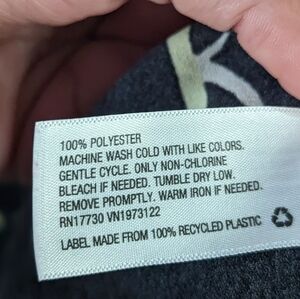 100% POLYESTER
MACHINE WASH COLD WITH LIKE COLORS.
GENTLE CYCLE. ONLY NON-CHLORINE
BLEACH IF NEEDED. TUMBLE DRY LOW.
REMOVE PROMPTLY. WARM IRON IF NEEDED.
RN17730 VN1973122
LABEL MADE FROM 100% RECYCLED PLASTIC